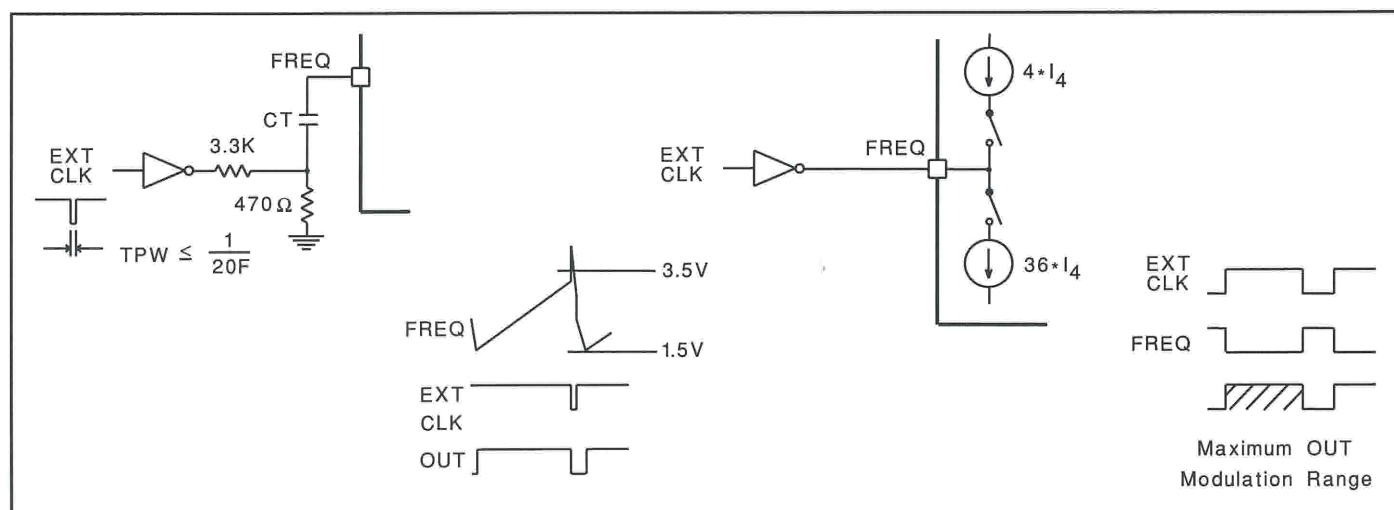 FREQ
CT
3.3K
EXT
CLK
470Ω
TPW ≤ 1/20F
FREQ
3.5V
1.5V
EXT
CLK
OUT
4*I4
FREQ
EXT
CLK
36*I4
EXT
CLK
FREQ
Maximum OUT
Modulation Range